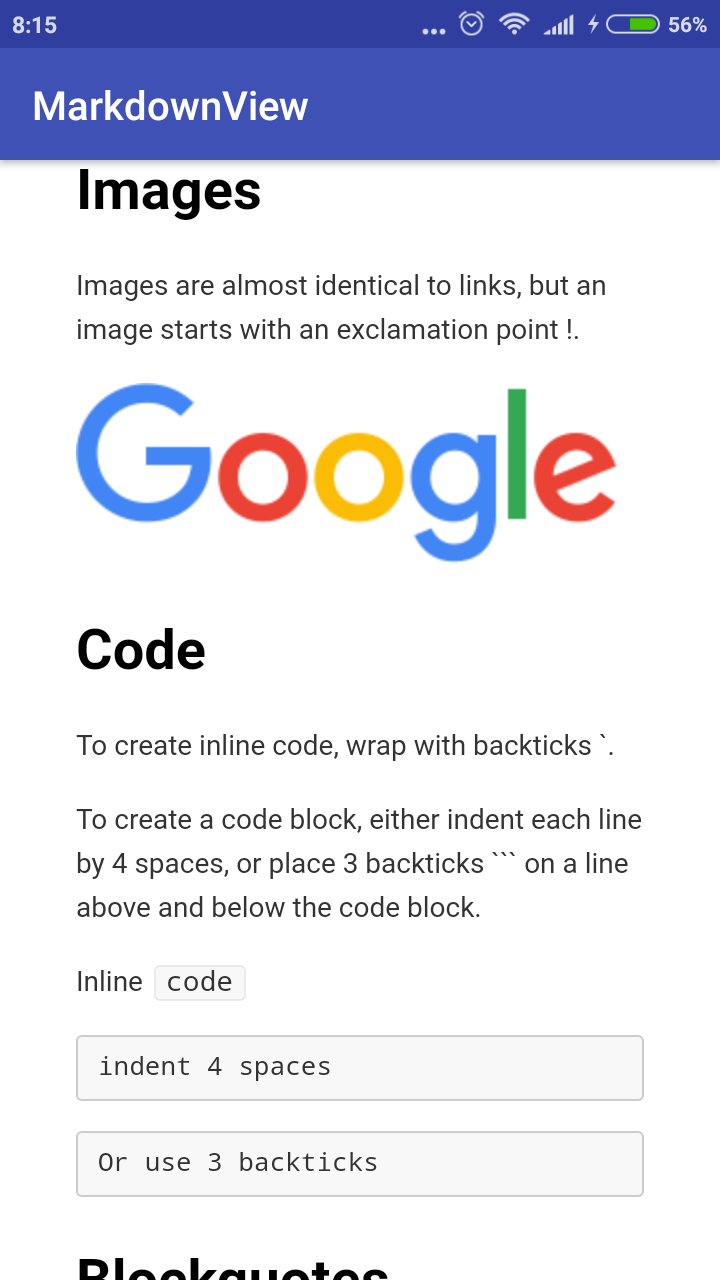 8:15
56%
MarkdownView
Images
Images are almost identical to links, but an
image starts with an exclamation point !.
Google
Code
To create inline code, wrap with backticks `.
To create a code block, either indent each line
by 4 spaces, or place 3 backticks ``` on a line
above and below the code block.
Inline code
indent 4 spaces
Or use 3 backticks
Blockquotes